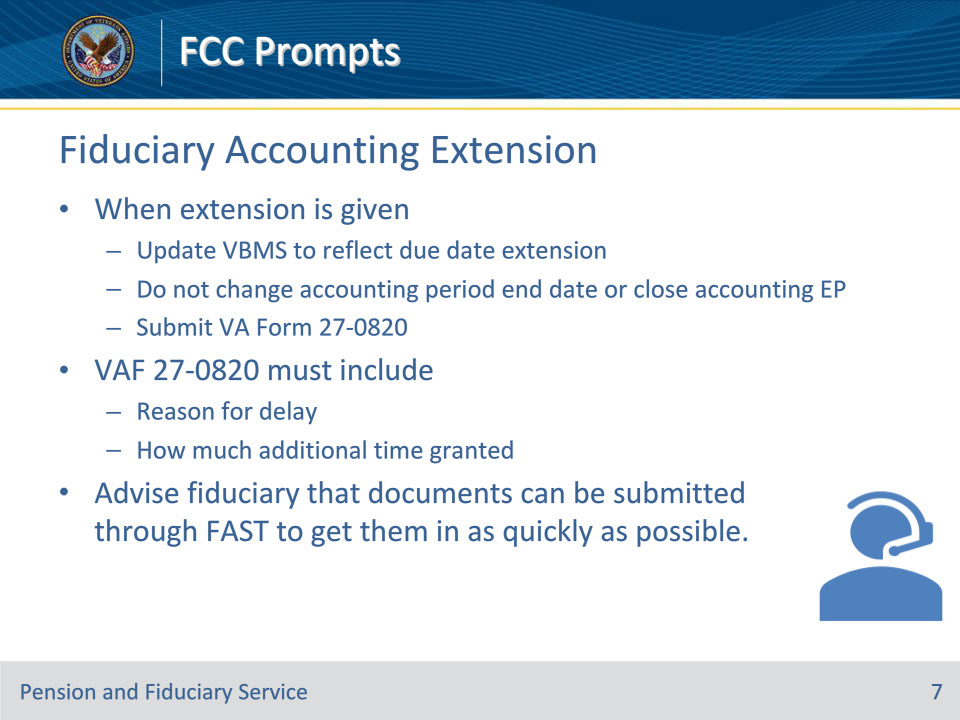 FCC Prompts
Fiduciary Accounting Extension
• When extension is given
– Update VBMS to reflect due date extension
– Do not change accounting period end date or close accounting EP
– Submit VA Form 27-0820
• VAF 27-0820 must include
– Reason for delay
– How much additional time granted
• Advise fiduciary that documents can be submitted
through FAST to get them in as quickly as possible.
Pension and Fiduciary Service
7